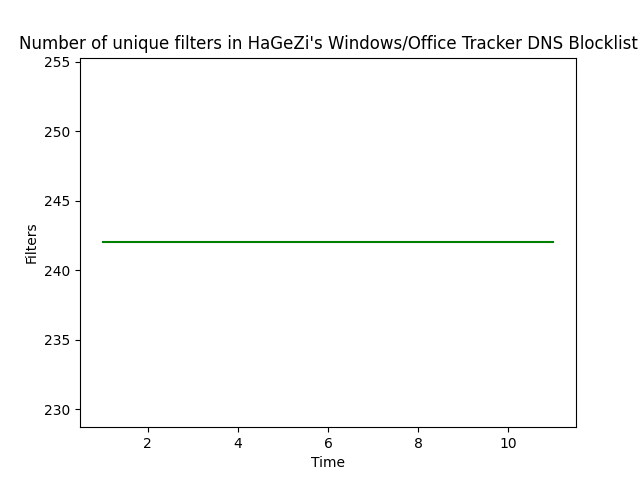 Number of unique filters in HaGeZi's Windows/Office Tracker DNS Blocklist
255
250
245
240
235
230
Filters
2 4 6 8 10
Time